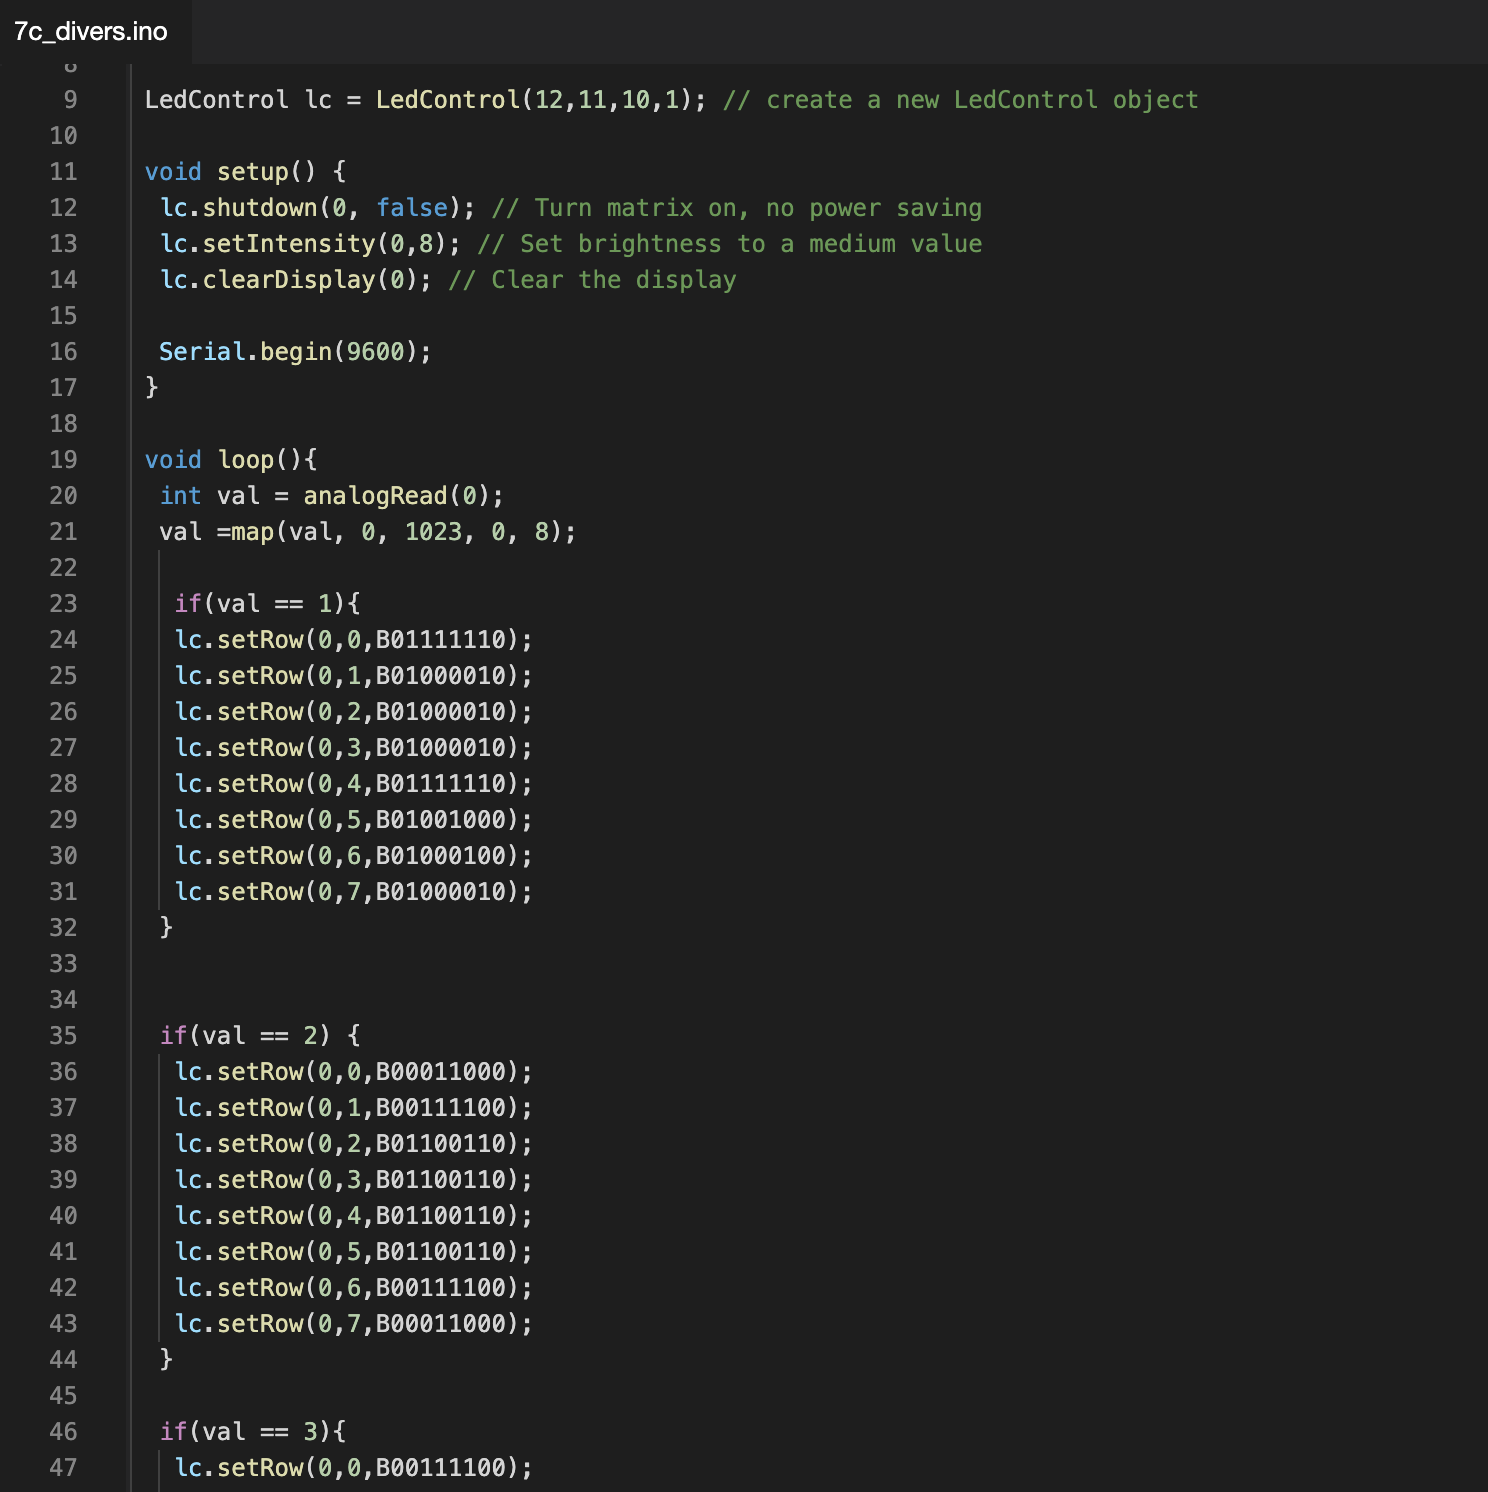 7c_divers.ino
8
9 LedControl lc = LedControl(12,11,10,1); // create a new LedControl object
10
11 void setup() {
12 lc.shutdown(0, false); // Turn matrix on, no power saving
13 lc.setIntensity(0,8); // Set brightness to a medium value
14 lc.clearDisplay(0); // Clear the display
15
16 Serial.begin(9600);
17 }
18
19 void loop(){
20 int val = analogRead(0);
21 val =map(val, 0, 1023, 0, 8);
22
23 if(val == 1){
24 lc.setRow(0,0,B01111110);
25 lc.setRow(0,1,B01000010);
26 lc.setRow(0,2,B01000010);
27 lc.setRow(0,3,B01000010);
28 lc.setRow(0,4,B01111110);
29 lc.setRow(0,5,B01001000);
30 lc.setRow(0,6,B01000100);
31 lc.setRow(0,7,B01000010);
32 }
33
34
35 if(val == 2) {
36 lc.setRow(0,0,B00011000);
37 lc.setRow(0,1,B00111100);
38 lc.setRow(0,2,B01100110);
39 lc.setRow(0,3,B01100110);
40 lc.setRow(0,4,B01100110);
41 lc.setRow(0,5,B01100110);
42 lc.setRow(0,6,B00111100);
43 lc.setRow(0,7,B00011000);
44 }
45
46 if(val == 3){
47 lc.setRow(0,0,B00111100);